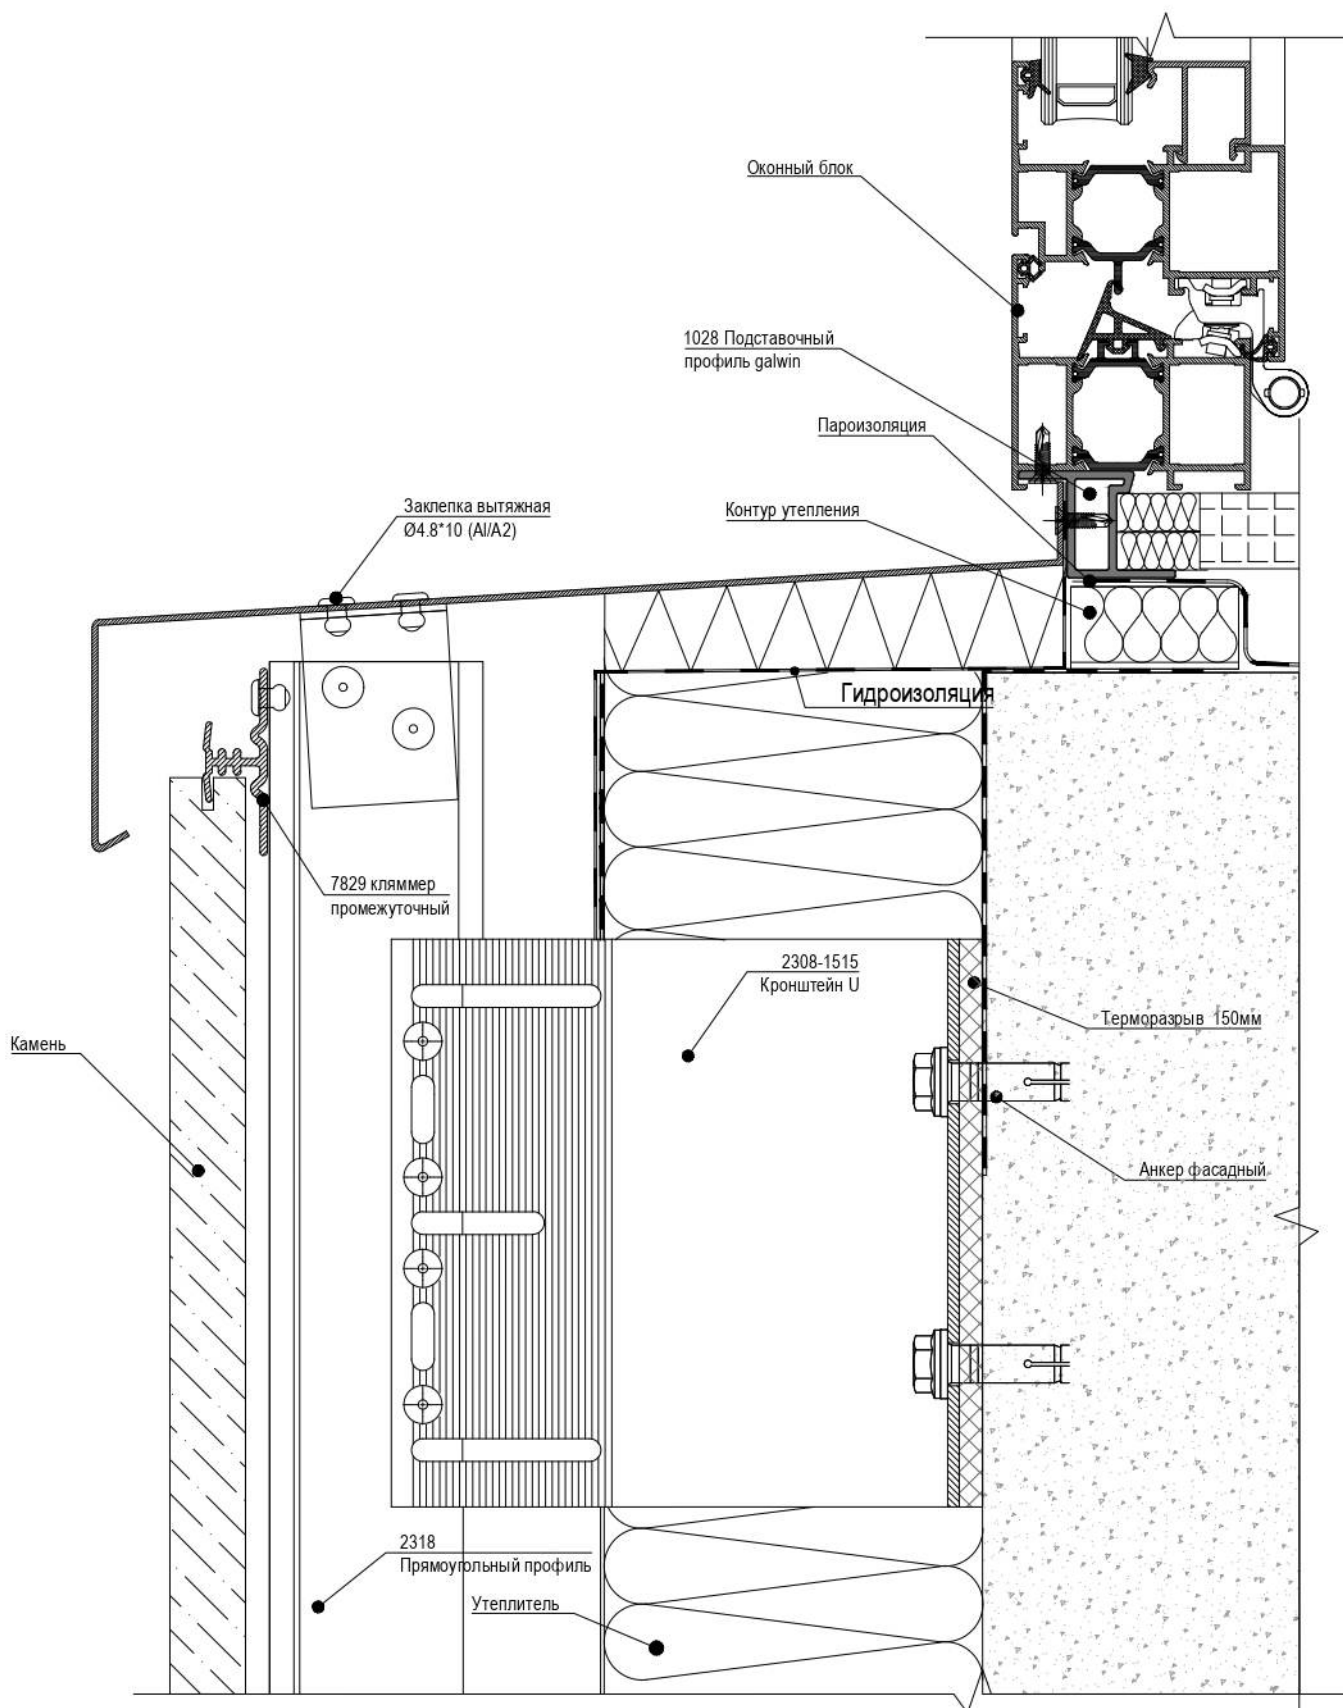 Оконный блок
1028 Подставочный
профиль galwin
Пароизоляция
Заклепка вытяжная
Ø4.8*10 (Al/A2)
Контур утепления
Гидроизоляция
7829 кляммер
промежуточный
2308-1515
Кронштейн U
Терморазрыв 150мм
Камень
Анкер фасадный
2318
Прямоугольный профиль
Утеплитель